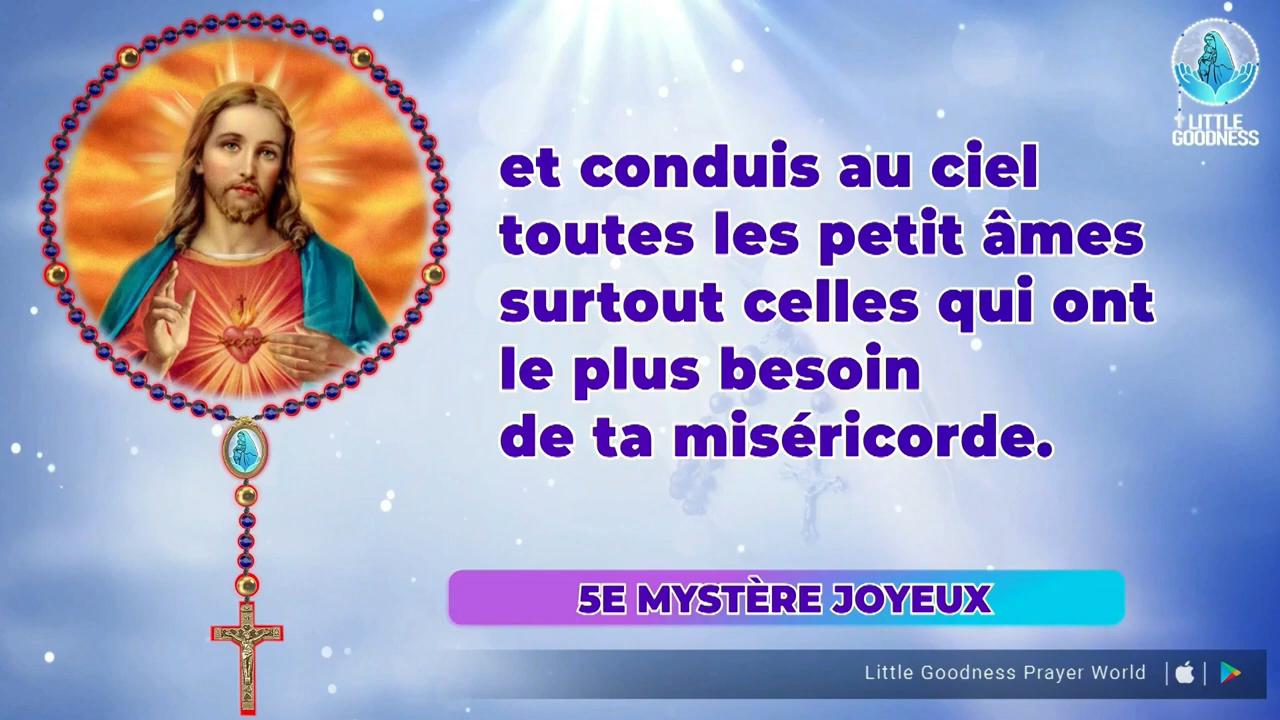 LITTLE
GOODNESS
et conduis au ciel
toutes les petit âmes
surtout celles qui ont
le plus besoin
de ta miséricorde.
5E MYSTÈRE JOYEUX
Little Goodness Prayer World